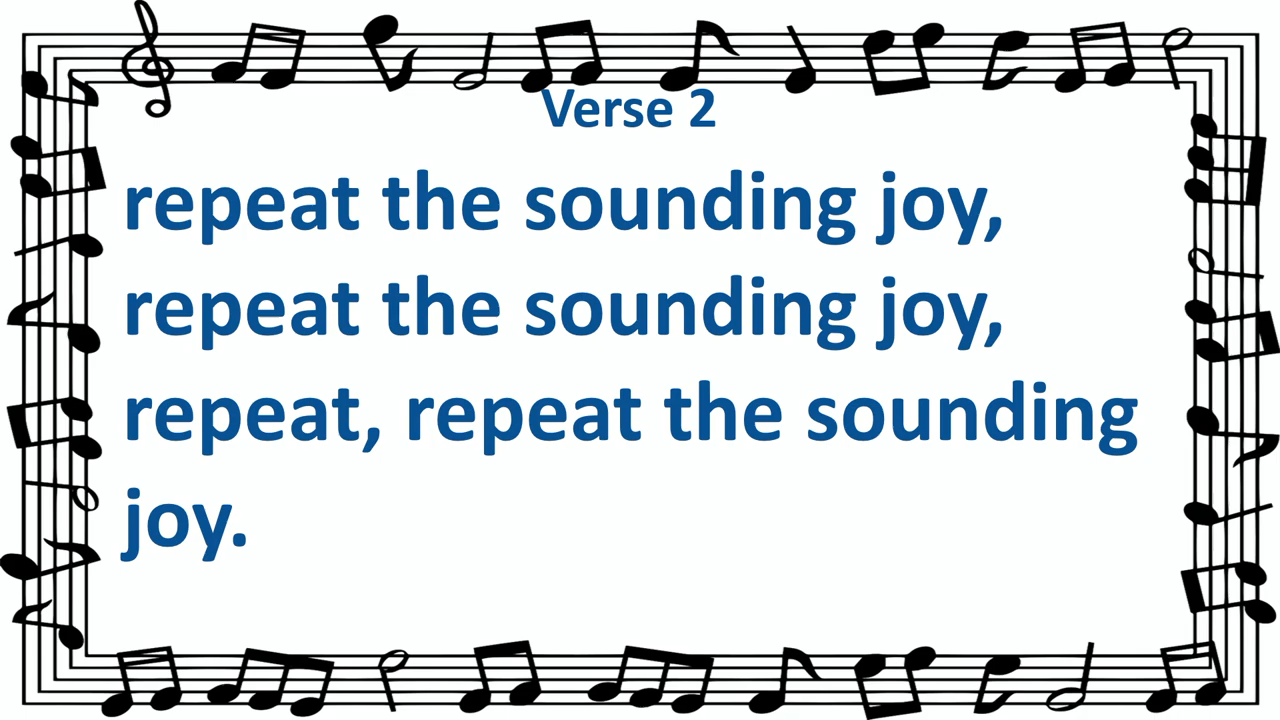 Verse 2
repeat the sounding joy,
repeat the sounding joy,
repeat, repeat the sounding
joy.